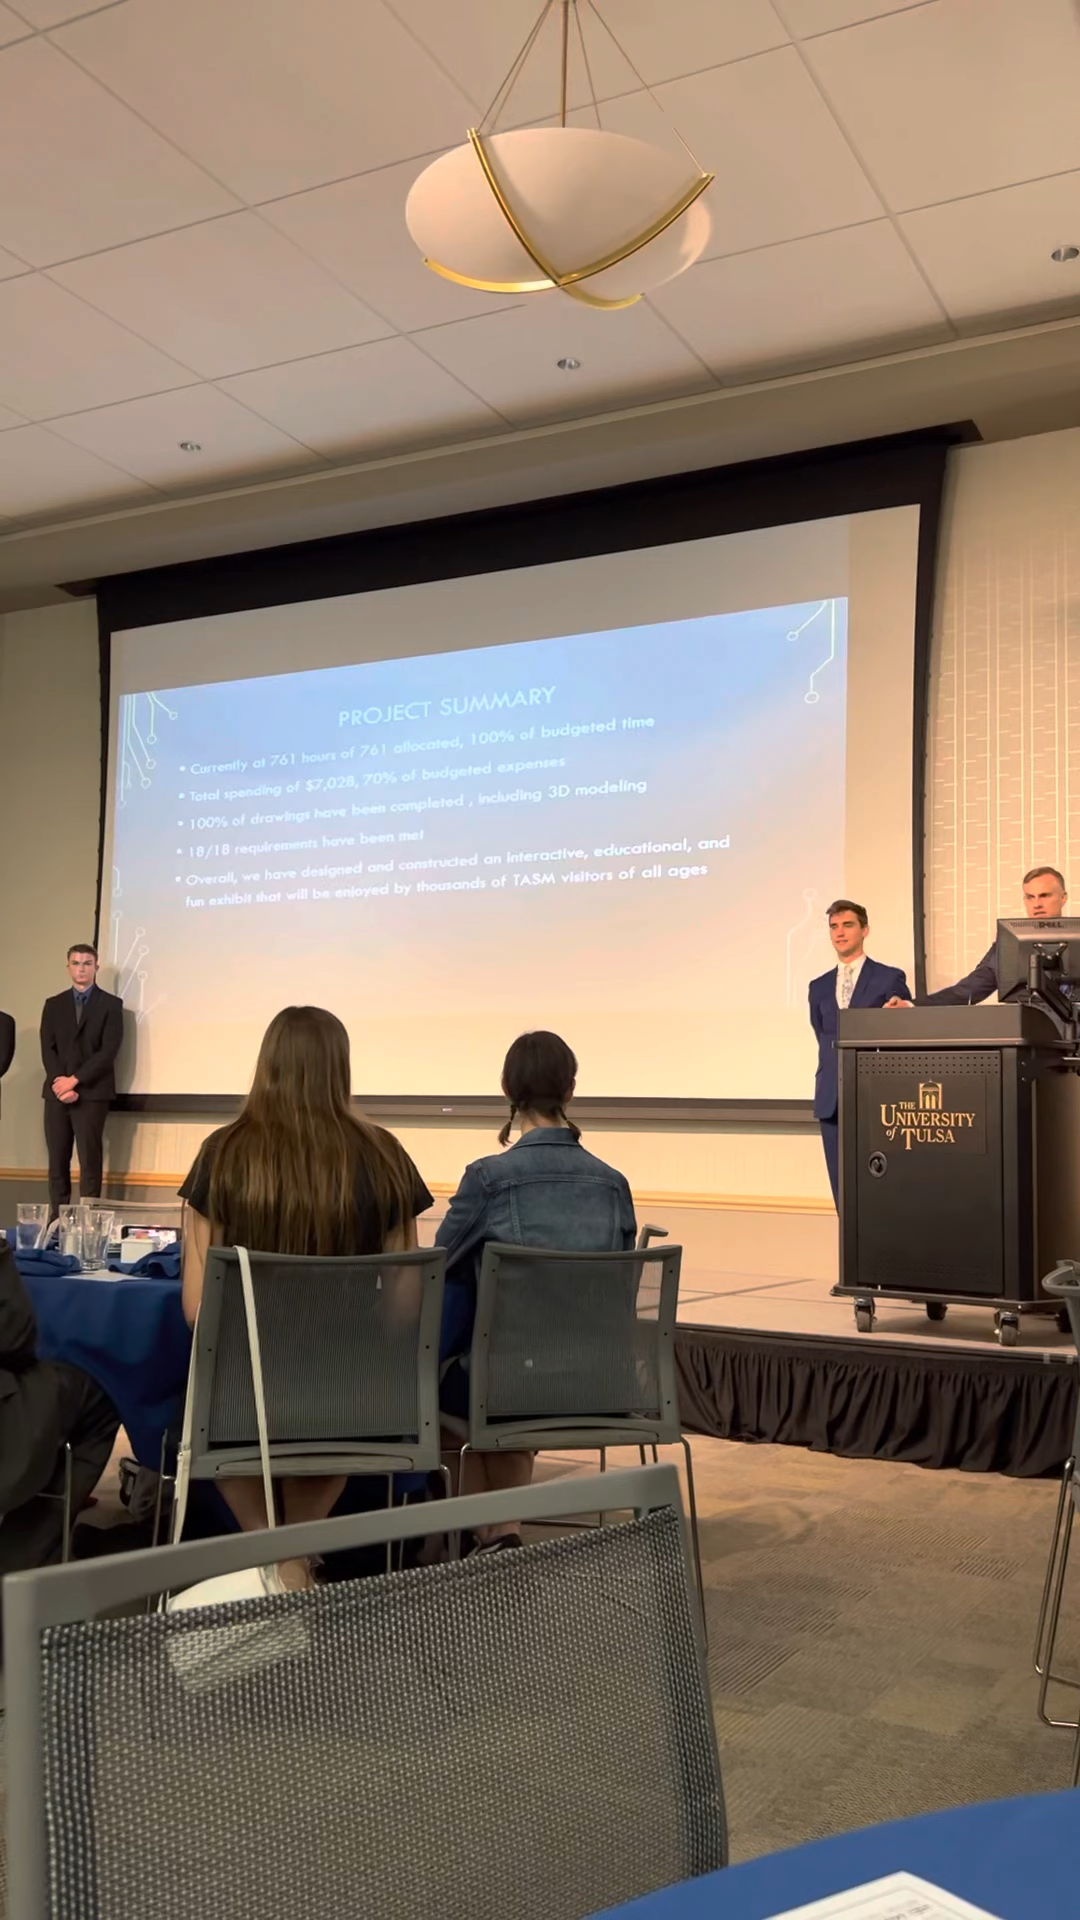 PROJECT SUMMARY
• Currently at 761 hours of 761 allocated, 100% of budgeted time
• Total spending of $7,028, 70% of budgeted expenses
• 100% of drawings have been completed , including 3D modeling
• 18/18 requirements have been met
• Overall, we have designed and constructed an interactive, educational, and
fun exhibit that will be enjoyed by thousands of TASM visitors of all ages
DELL
THE
UNIVERSITY
of TULSA